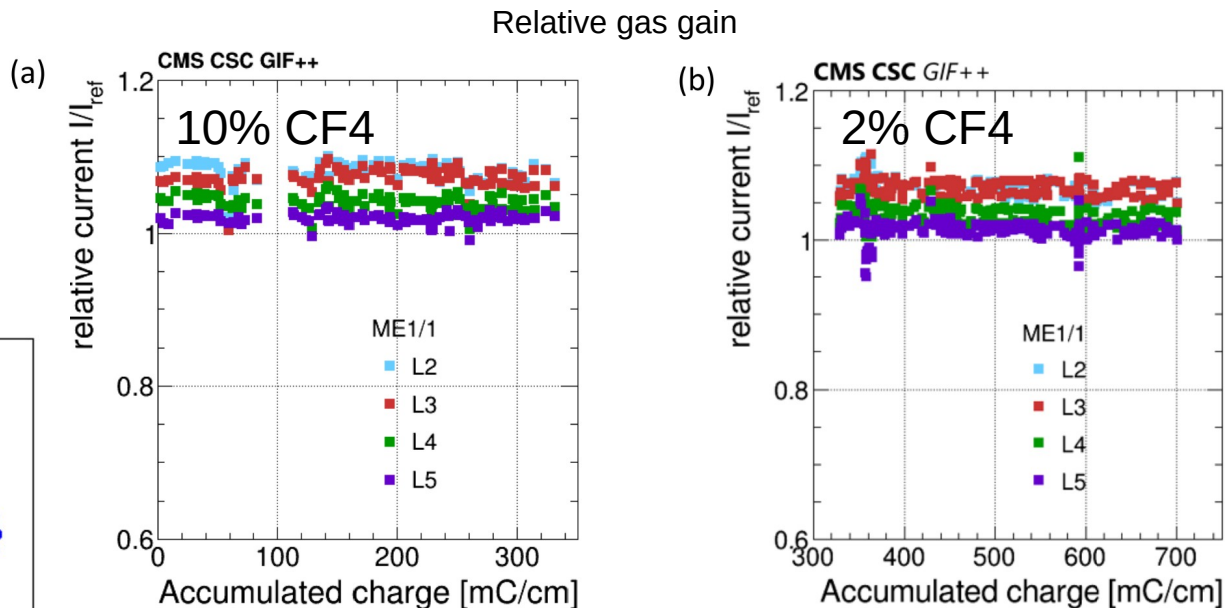 Relative gas gain
(a)
CMS CSC GIF++
10% CF4
relative current I/I_ref
1.2
1
0.8
0.6
0 100 200 300
ME1/1
L2
L3
L4
L5
Accumulated charge [mC/cm]
(b)
CMS CSC GIF++
2% CF4
relative current I/I_ref
1.2
1
0.8
0.6
300 400 500 600 700
ME1/1
L2
L3
L4
L5
Accumulated charge [mC/cm]